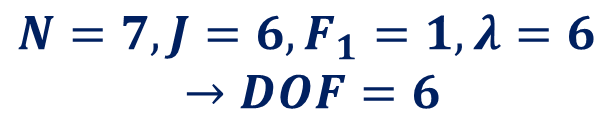 N = 7, J = 6, F₁ = 1, λ = 6
→ DOF = 6